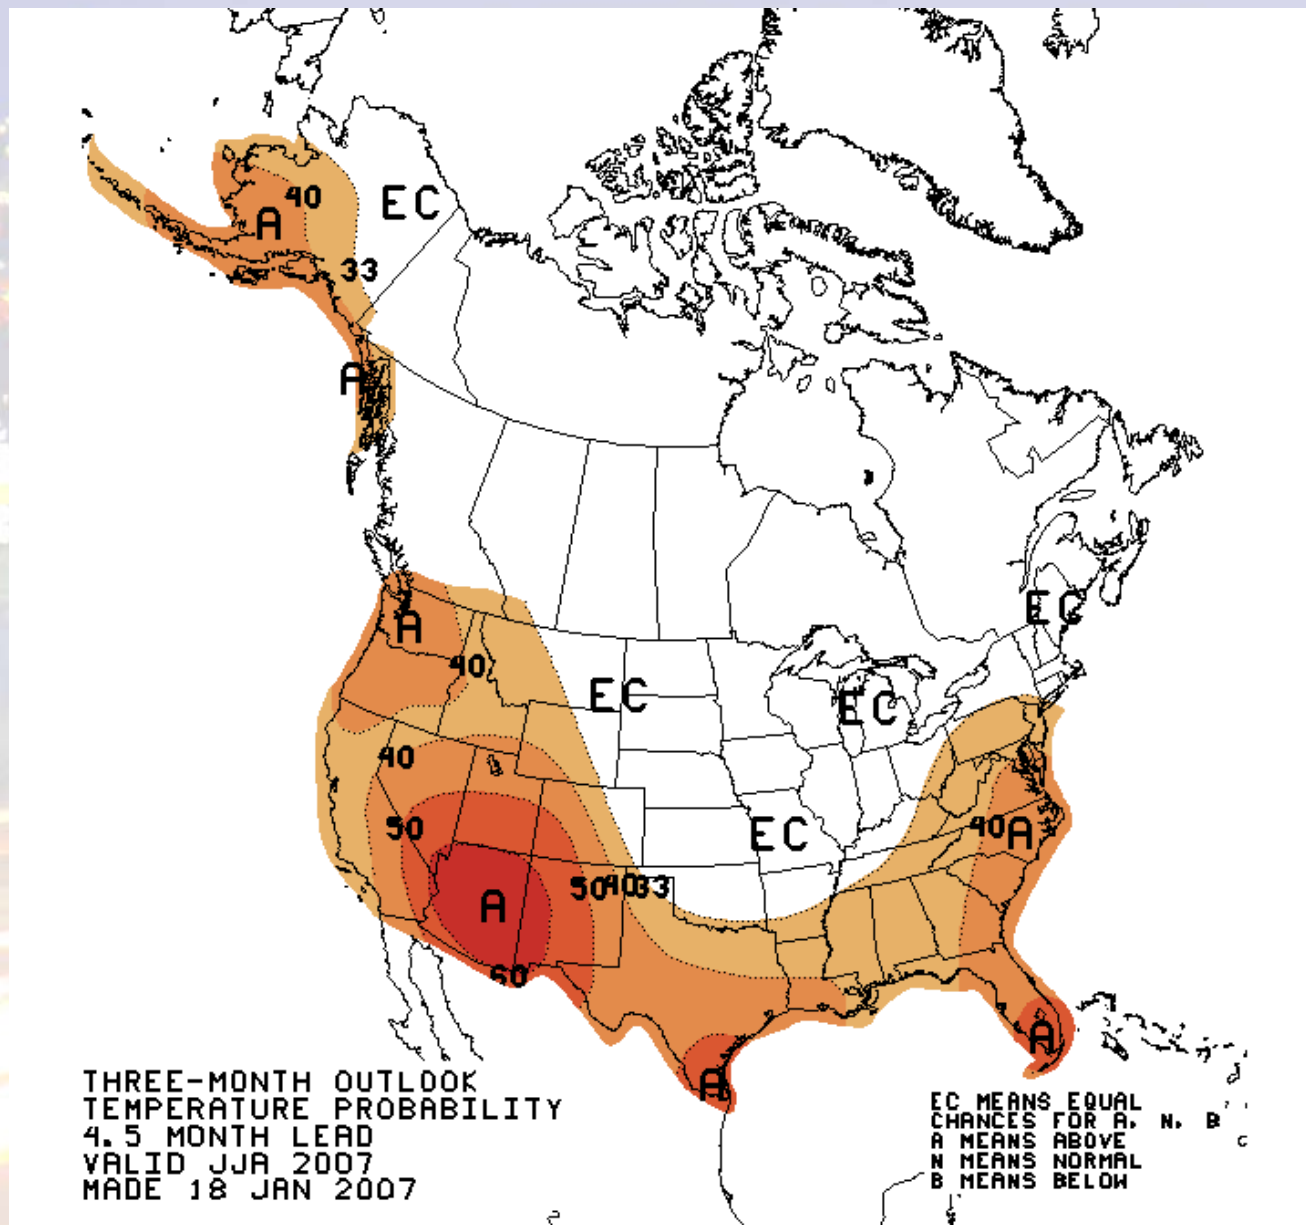 40
EC
A
33
A
EC
A
40
EC
EC
40
50
EC
40
A
50
40
33
A
60
A
A
THREE-MONTH OUTLOOK
TEMPERATURE PROBABILITY
4.5 MONTH LEAD
VALID JJA 2007
MADE 18 JAN 2007
EC MEANS EQUAL
CHANCES FOR A, N, B
A MEANS ABOVE
N MEANS NORMAL
B MEANS BELOW